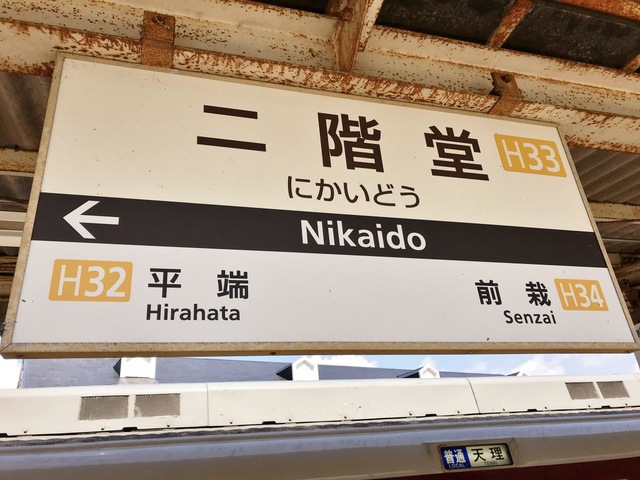 二階堂 H33
にかいどう
Nikaido
H32 平端
Hirahata
前栽 H34
Senzai
普通 天理
LOCAL TENRI